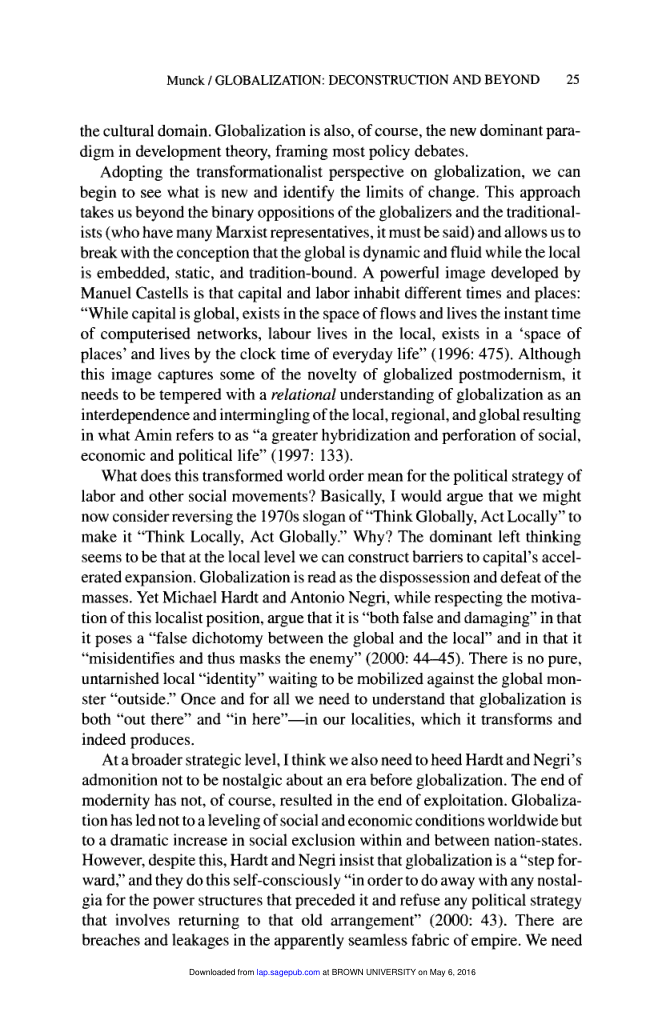 Munck / GLOBALIZATION: DECONSTRUCTION AND BEYOND 25
the cultural domain. Globalization is also, of course, the new dominant para-
digm in development theory, framing most policy debates.
Adopting the transformationalist perspective on globalization, we can
begin to see what is new and identify the limits of change. This approach
takes us beyond the binary oppositions of the globalizers and the traditional-
ists (who have many Marxist representatives, it must be said) and allows us to
break with the conception that the global is dynamic and fluid while the local
is embedded, static, and tradition-bound. A powerful image developed by
Manuel Castells is that capital and labor inhabit different times and places:
“While capital is global, exists in the space of flows and lives the instant time
of computerised networks, labour lives in the local, exists in a ‘space of
places’ and lives by the clock time of everyday life” (1996: 475). Although
this image captures some of the novelty of globalized postmodernism, it
needs to be tempered with a relational understanding of globalization as an
interdependence and intermingling of the local, regional, and global resulting
in what Amin refers to as “a greater hybridization and perforation of social,
economic and political life” (1997: 133).
What does this transformed world order mean for the political strategy of
labor and other social movements? Basically, I would argue that we might
now consider reversing the 1970s slogan of “Think Globally, Act Locally” to
make it “Think Locally, Act Globally.” Why? The dominant left thinking
seems to be that at the local level we can construct barriers to capital’s accel-
erated expansion. Globalization is read as the dispossession and defeat of the
masses. Yet Michael Hardt and Antonio Negri, while respecting the motiva-
tion of this localist position, argue that it is “both false and damaging” in that
it poses a “false dichotomy between the global and the local” and in that it
“misidentifies and thus masks the enemy” (2000: 44–45). There is no pure,
untarnished local “identity” waiting to be mobilized against the global mon-
ster “outside.” Once and for all we need to understand that globalization is
both “out there” and “in here”—in our localities, which it transforms and
indeed produces.
At a broader strategic level, I think we also need to heed Hardt and Negri’s
admonition not to be nostalgic about an era before globalization. The end of
modernity has not, of course, resulted in the end of exploitation. Globaliza-
tion has led not to a leveling of social and economic conditions worldwide but
to a dramatic increase in social exclusion within and between nation-states.
However, despite this, Hardt and Negri insist that globalization is a “step for-
ward,” and they do this self-consciously “in order to do away with any nostal-
gia for the power structures that preceded it and refuse any political strategy
that involves returning to that old arrangement” (2000: 43). There are
breaches and leakages in the apparently seamless fabric of empire. We need
Downloaded from lap.sagepub.com at BROWN UNIVERSITY on May 6, 2016